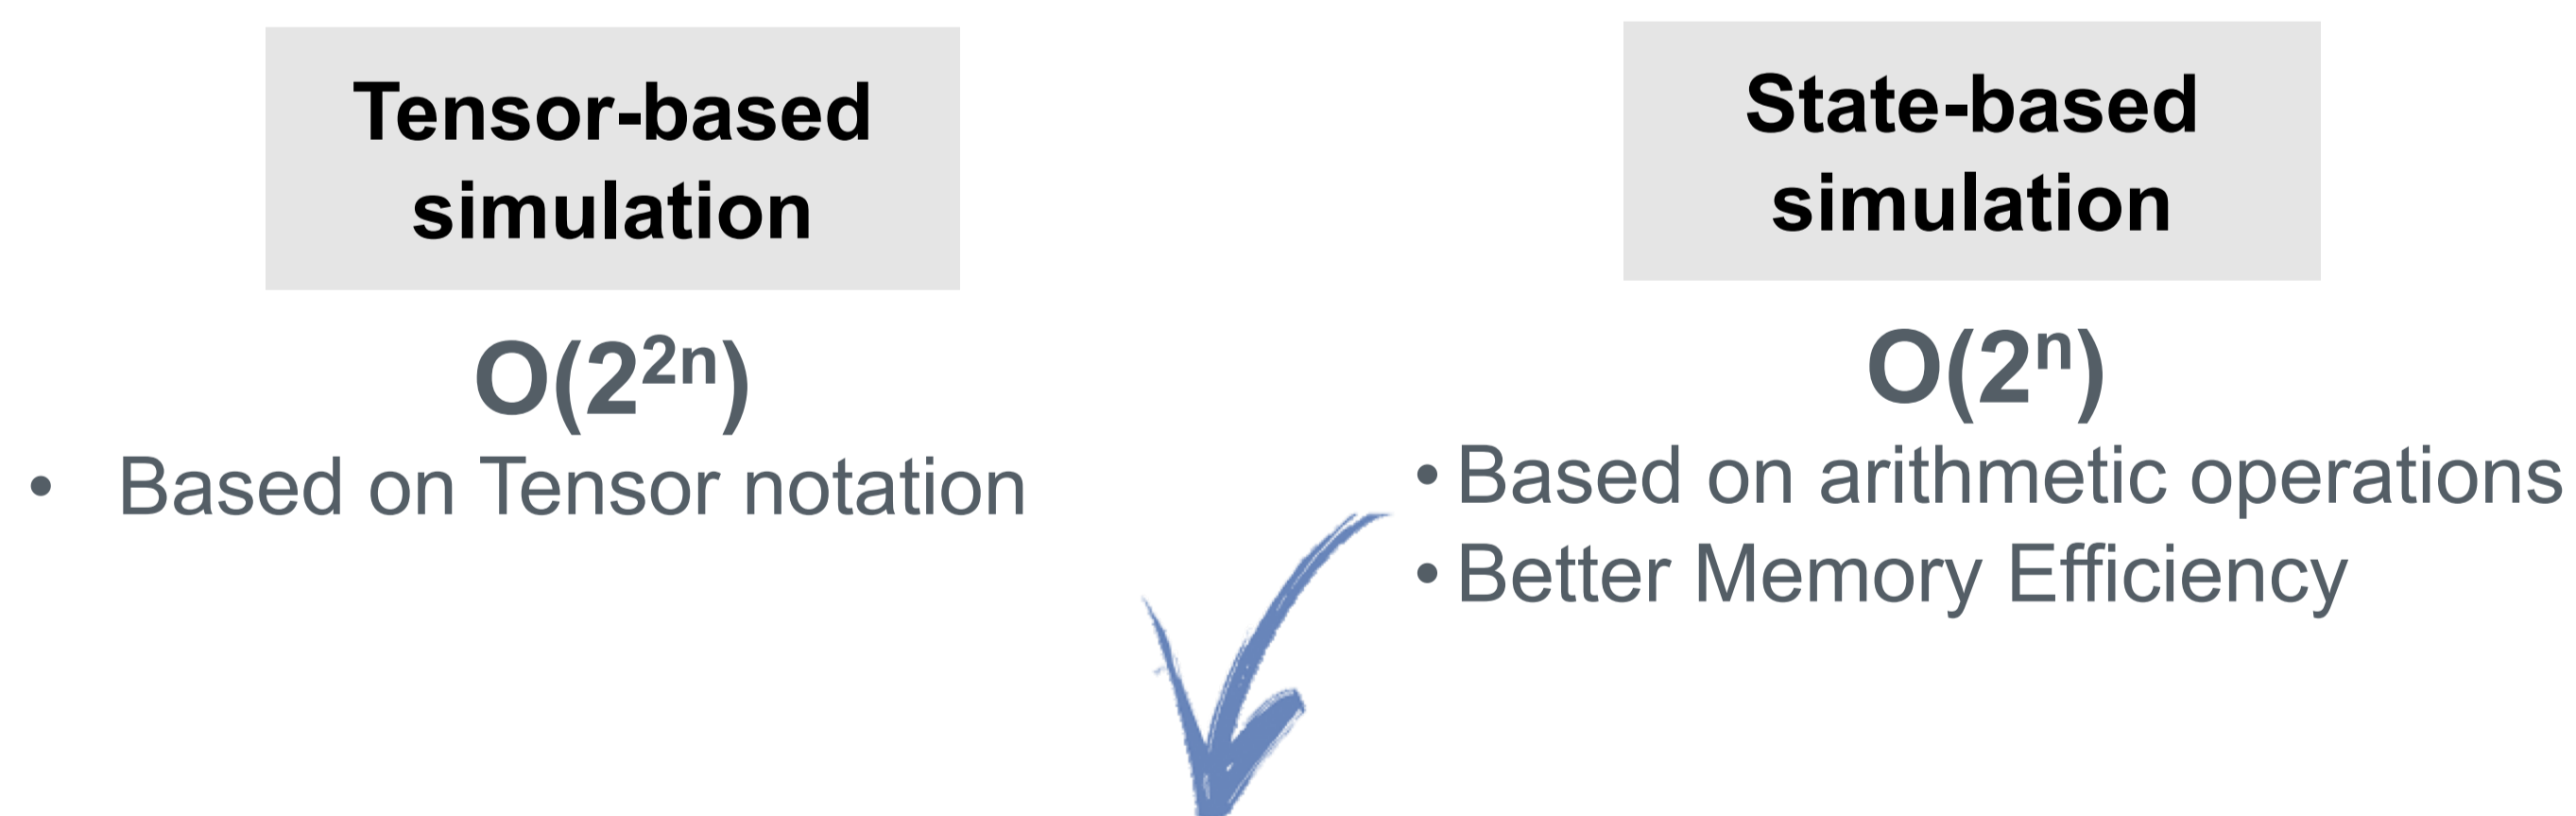 Tensor-based
simulation
O(2²ⁿ)
• Based on Tensor notation
State-based
simulation
O(2ⁿ)
• Based on arithmetic operations
• Better Memory Efficiency